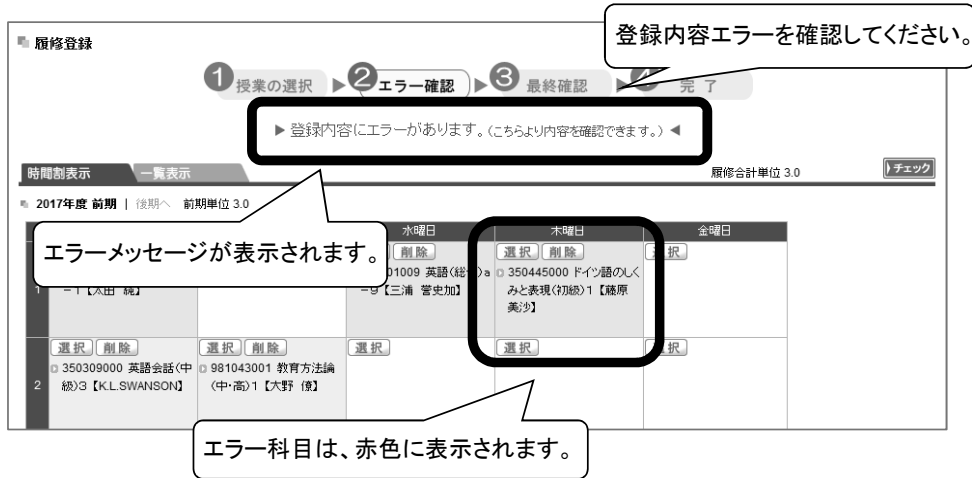 登録内容エラーを確認してください。
履修登録
1 授業の選択 ▶ 2 エラー確認 ▶ 3 最終確認 ▶ 4 完了
▶ 登録内容にエラーがあります。(こちらより内容を確認できます。) ◀
時間割表示 一覧表示 履修合計単位 3.0 チェック
2017年度 前期 | 後期へ 前期単位 3.0
エラーメッセージが表示されます。
水曜日 木曜日 金曜日
削除 選択 削除 選択
1009 英語(総 )a 350445000 ドイツ語のしく
1 -1【太田 -9【三浦 誉史加】 みと表現(初級)1【藤原
美沙】
選択 削除 選択 削除 選択 選択 選択
350309000 英語会話(中 981043001 教育方法論
2 級)3【K.L.SWANSON】 (中・高)1【大野 僚】
エラー科目は、赤色に表示されます。